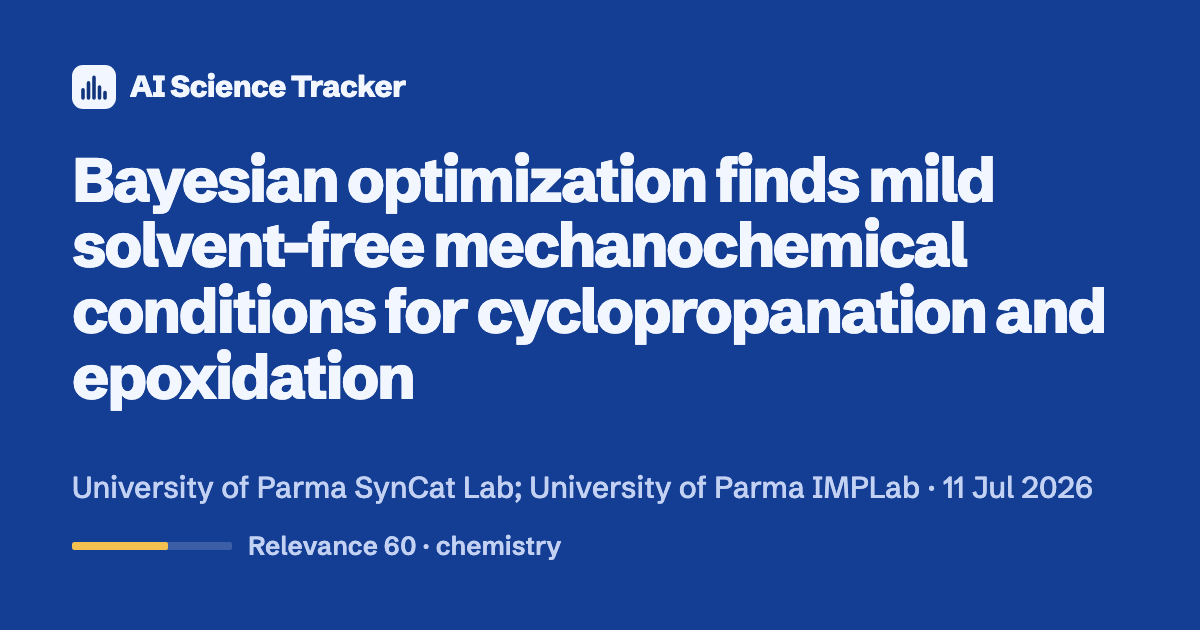 AI Science Tracker
Bayesian optimization finds mild
solvent-free mechanochemical
conditions for cyclopropanation and
epoxidation
University of Parma SynCat Lab; University of Parma IMPLab · 11 Jul 2026
Relevance 60 · chemistry